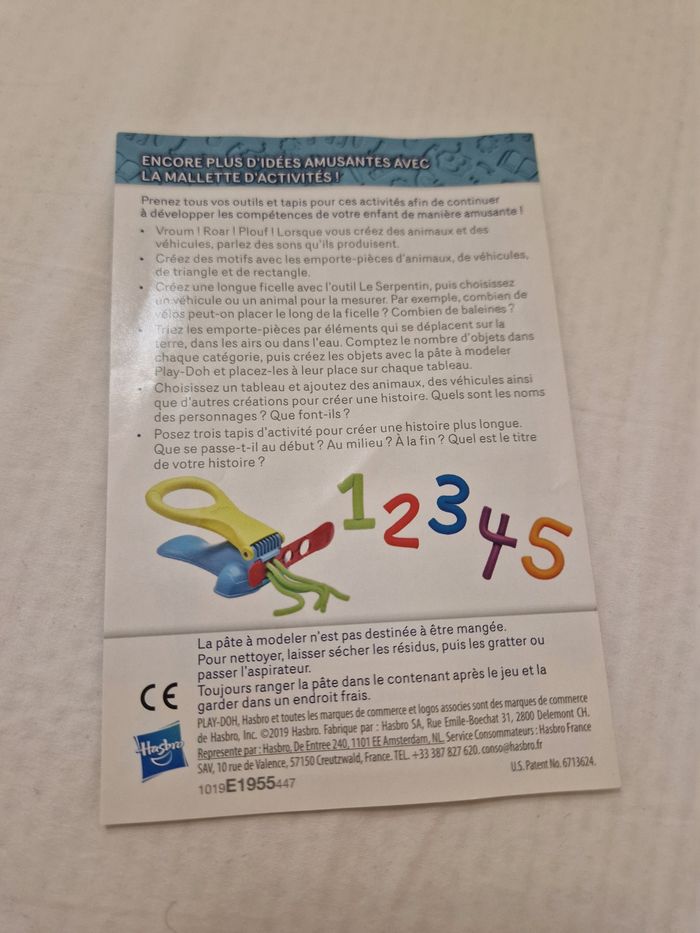 ENCORE PLUS D'IDÉES AMUSANTES AVEC
LA MALLETTE D'ACTIVITÉS !
Prenez tous vos outils et tapis pour ces activités afin de continuer
à développer les compétences de votre enfant de manière amusante !
• Vroum ! Roar ! Plouf ! Lorsque vous créez des animaux et des
véhicules, parlez des sons qu'ils produisent.
• Créez des motifs avec les emporte-pièces d'animaux, de véhicules,
de triangle et de rectangle.
• Créez une longue ficelle avec l'outil Le Serpentin, puis choisissez
un véhicule ou un animal pour la mesurer. Par exemple, combien de
vélos peut-on placer le long de la ficelle ? Combien de baleines ?
• Triez les emporte-pièces par éléments qui se déplacent sur la
terre, dans les airs ou dans l'eau. Comptez le nombre d'objets dans
chaque catégorie, puis créez les objets avec la pâte à modeler
Play-Doh et placez-les à leur place sur chaque tableau.
• Choisissez un tableau et ajoutez des animaux, des véhicules ainsi
que d'autres créations pour créer une histoire. Quels sont les noms
des personnages ? Que font-ils ?
• Posez trois tapis d'activité pour créer une histoire plus longue.
Que se passe-t-il au début ? Au milieu ? À la fin ? Quel est le titre
de votre histoire ?
1 2 3 4 5
La pâte à modeler n'est pas destinée à être mangée.
Pour nettoyer, laisser sécher les résidus, puis les gratter ou
passer l'aspirateur.
Toujours ranger la pâte dans le contenant après le jeu et la
garder dans un endroit frais.
CE
PLAY-DOH, Hasbro et toutes les marques de commerce et logos associés sont des marques de commerce
de Hasbro, Inc. ©2019 Hasbro. Fabrique par : Hasbro SA, Rue Emile-Boechat 31, 2800 Delemont CH.
Represente par : Hasbro, De Entree 240, 1101 EE Amsterdam, NL. Service Consommateurs : Hasbro France
SAV, 10 rue de Valence, 57150 Creutzwald, France. TEL. +33 387 827 620. conso@hasbro.fr
U.S. Patent No. 6713624.
Hasbro
1019E1955447